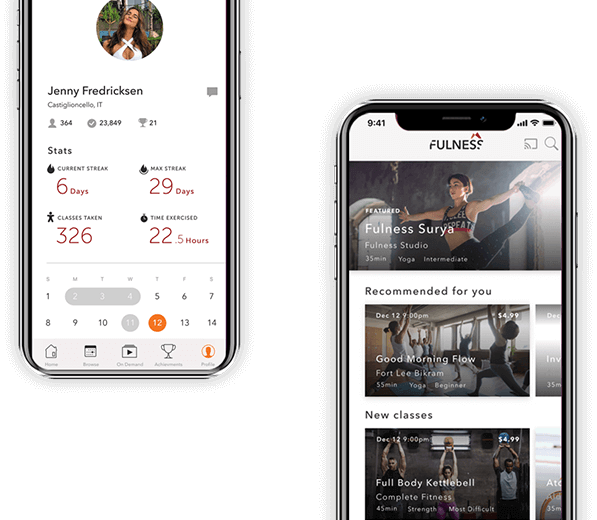 Jenny Fredricksen
Castiglioncello, IT
364 23,849 21
Stats
CURRENT STREAK MAX STREAK
6 Days 29 Days
CLASSES TAKEN TIME EXERCISED
326 22.5 Hours
S M T W T F S
1 2 3 4 5 6 7
8 9 10 11 12 13 14
Home Browse On Demand Achievments Profile
9:41
FULNESS
FEATURED
Fulness Surya
Fulness Studio
35min Yoga Intermediate
Recommended for you
Dec 12 9:00pm $4.99
Good Morning Flow
Fort Lee Bikram
55min Yoga Beginner
Inv
35m
New classes
Dec 12 9:00pm $4.99
Full Body Kettlebell
Complete Fitness
45min Strength Most Difficult